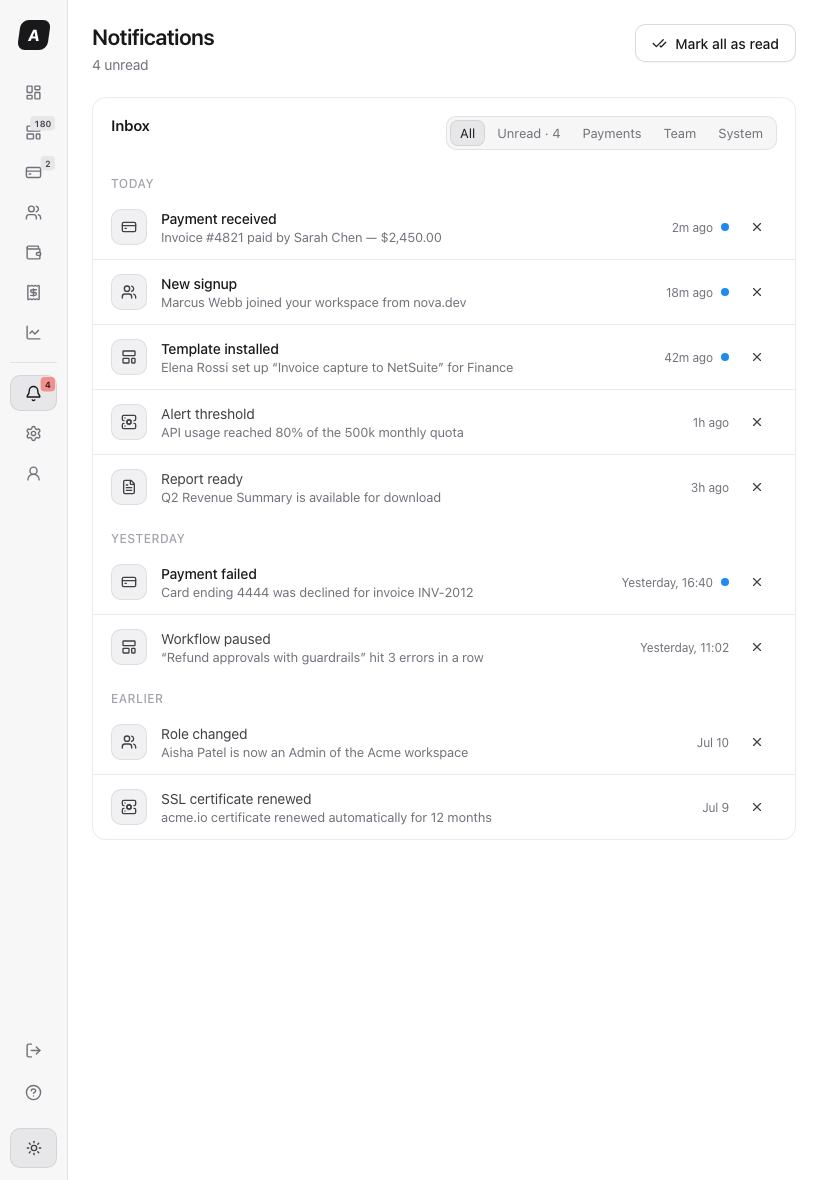 A
180
2
4
Notifications
4 unread
Mark all as read
Inbox
All
Unread · 4
Payments
Team
System
TODAY
Payment received
Invoice #4821 paid by Sarah Chen — $2,450.00
2m ago
New signup
Marcus Webb joined your workspace from nova.dev
18m ago
Template installed
Elena Rossi set up “Invoice capture to NetSuite” for Finance
42m ago
Alert threshold
API usage reached 80% of the 500k monthly quota
1h ago
Report ready
Q2 Revenue Summary is available for download
3h ago
YESTERDAY
Payment failed
Card ending 4444 was declined for invoice INV-2012
Yesterday, 16:40
Workflow paused
“Refund approvals with guardrails” hit 3 errors in a row
Yesterday, 11:02
EARLIER
Role changed
Aisha Patel is now an Admin of the Acme workspace
Jul 10
SSL certificate renewed
acme.io certificate renewed automatically for 12 months
Jul 9